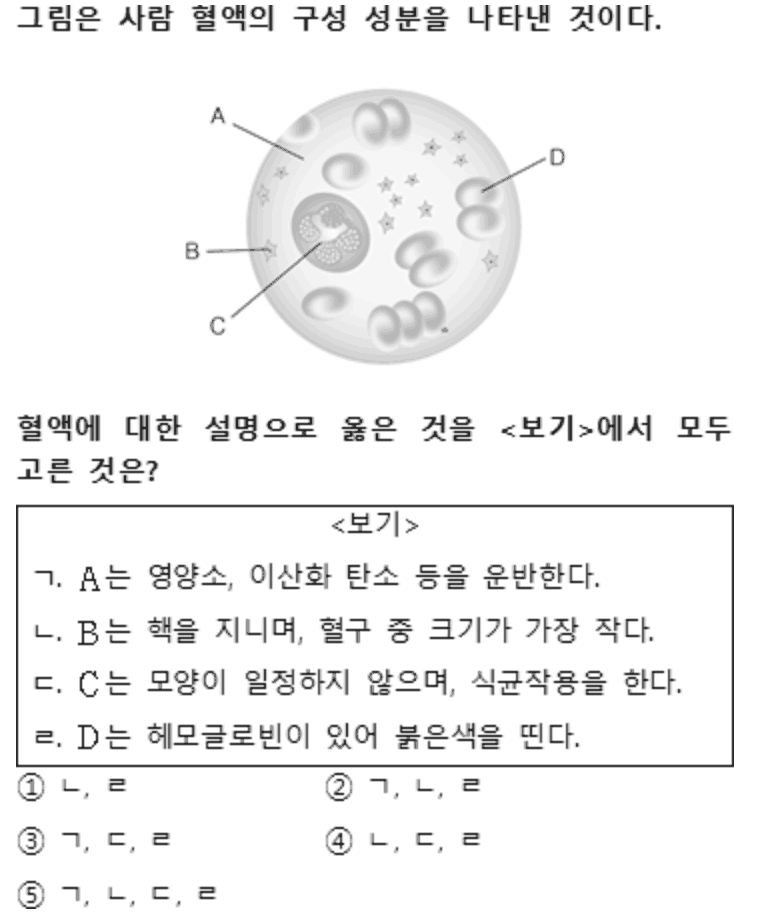 그림은 사람 혈액의 구성 성분을 나타낸 것이다.
A
D
B
C
혈액에 대한 설명으로 옳은 것을 <보기>에서 모두
고른 것은?
<보기>
ㄱ. A는 영양소, 이산화 탄소 등을 운반한다.
ㄴ. B는 핵을 지니며, 혈구 중 크기가 가장 작다.
ㄷ. C는 모양이 일정하지 않으며, 식균작용을 한다.
ㄹ. D는 헤모글로빈이 있어 붉은색을 띤다.
① ㄴ, ㄹ ② ㄱ, ㄴ, ㄹ
③ ㄱ, ㄷ, ㄹ ④ ㄴ, ㄷ, ㄹ
⑤ ㄱ, ㄴ, ㄷ, ㄹ